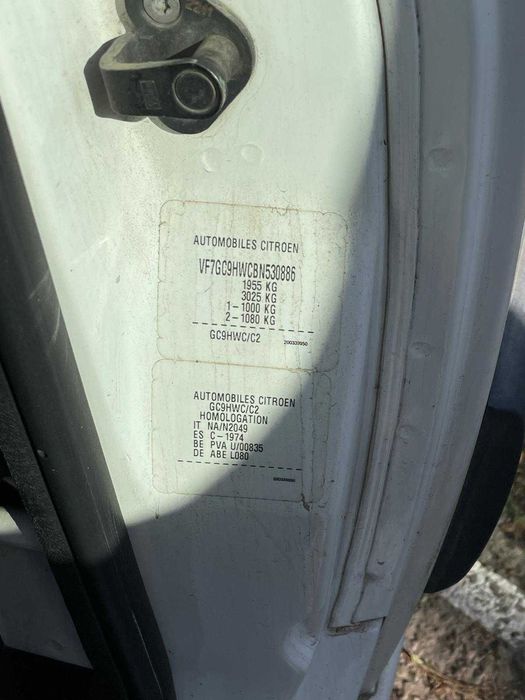 AUTOMOBILES CITROEN
VF7GC9HWCBN530886
1955 KG
3025 KG
1- 1000 KG
2- 1080 KG
GC9HWC/C2
AUTOMOBILES CITROEN
GC9HWC/C2
HOMOLOGATION
IT NA/N2049
ES C-1974
BE PVA U/00835
DE ABE L080